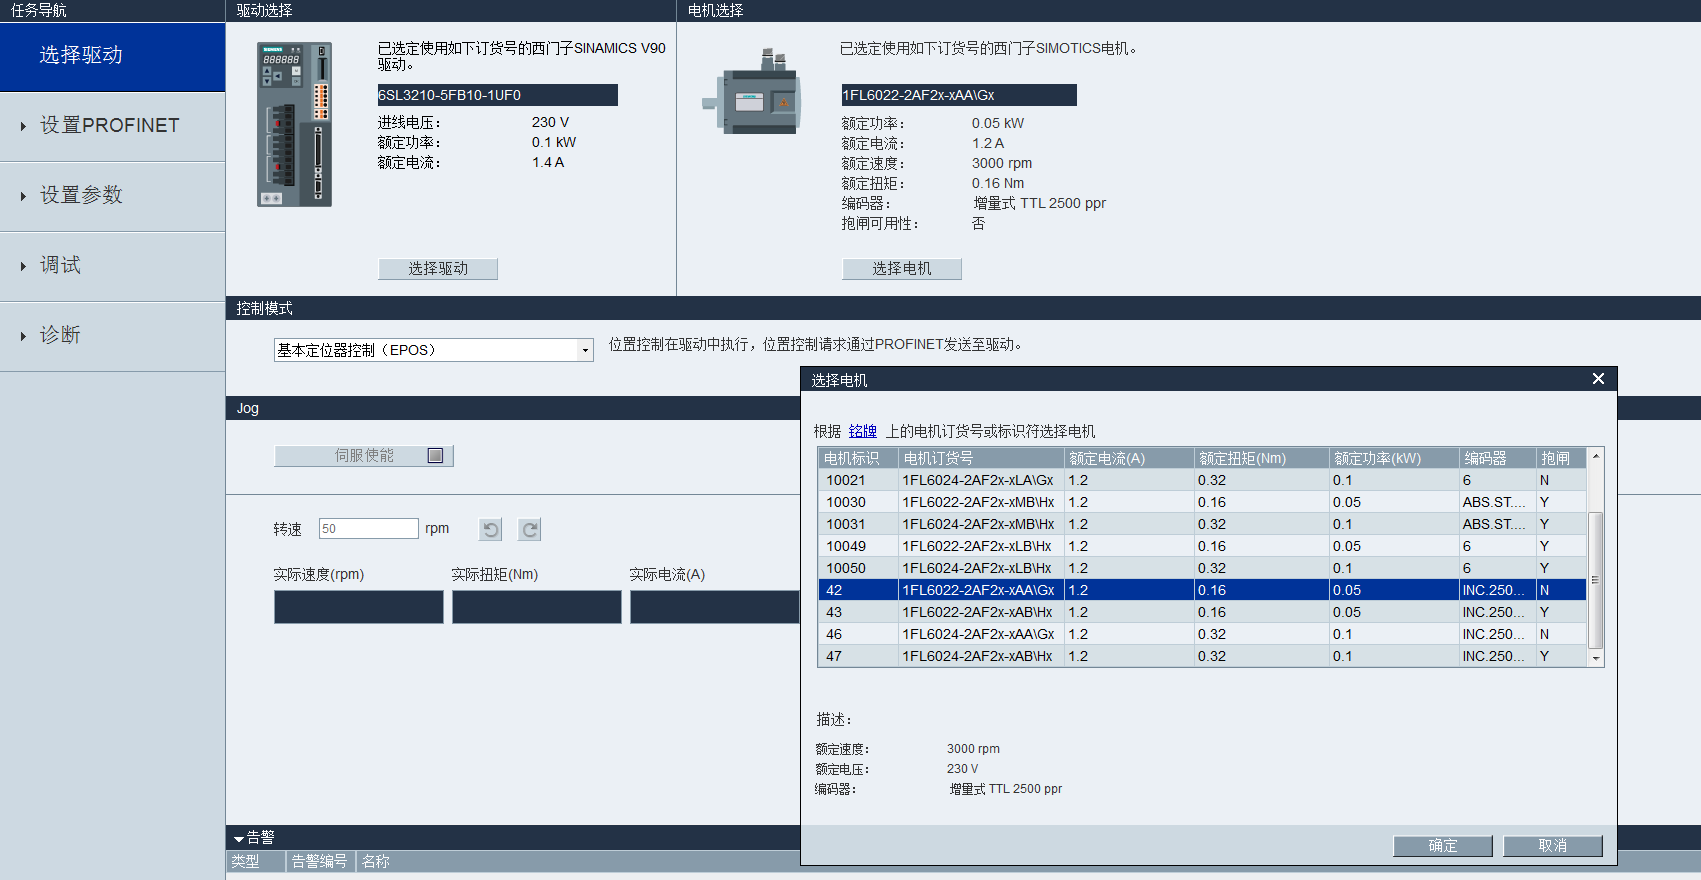 任务导航
选择驱动
设置PROFINET
设置参数
调试
诊断
驱动选择
SIEMENS
888888
已选定使用如下订货号的西门子SINAMICS V90
驱动。
6SL3210-5FB10-1UF0
进线电压： 230 V
额定功率： 0.1 kW
额定电流： 1.4 A
选择驱动
电机选择
已选定使用如下订货号的西门子SIMOTICS电机。
1FL6022-2AF2x-xAA\Gx
额定功率： 0.05 kW
额定电流： 1.2 A
额定速度： 3000 rpm
额定扭矩： 0.16 Nm
编码器： 增量式 TTL 2500 ppr
抱闸可用性： 否
选择电机
控制模式
基本定位器控制（EPOS）
位置控制在驱动中执行，位置控制请求通过PROFINET发送至驱动。
Jog
伺服使能
转速 50 rpm
实际速度(rpm) 实际扭矩(Nm) 实际电流(A)
告警
类型 告警编号 名称
选择电机
根据 铭牌 上的电机订货号或标识符选择电机
电机标识 电机订货号 额定电流(A) 额定扭矩(Nm) 额定功率(kW) 编码器 抱闸
10021 1FL6024-2AF2x-xLA\Gx 1.2 0.32 0.1 6 N
10030 1FL6022-2AF2x-xMB\Hx 1.2 0.16 0.05 ABS.ST.... Y
10031 1FL6024-2AF2x-xMB\Hx 1.2 0.32 0.1 ABS.ST.... Y
10049 1FL6022-2AF2x-xLB\Hx 1.2 0.16 0.05 6 Y
10050 1FL6024-2AF2x-xLB\Hx 1.2 0.32 0.1 6 Y
42 1FL6022-2AF2x-xAA\Gx 1.2 0.16 0.05 INC.250... N
43 1FL6022-2AF2x-xAB\Hx 1.2 0.16 0.05 INC.250... Y
46 1FL6024-2AF2x-xAA\Gx 1.2 0.32 0.1 INC.250... N
47 1FL6024-2AF2x-xAB\Hx 1.2 0.32 0.1 INC.250... Y
描述：
额定速度： 3000 rpm
额定电压： 230 V
编码器： 增量式 TTL 2500 ppr
确定 取消